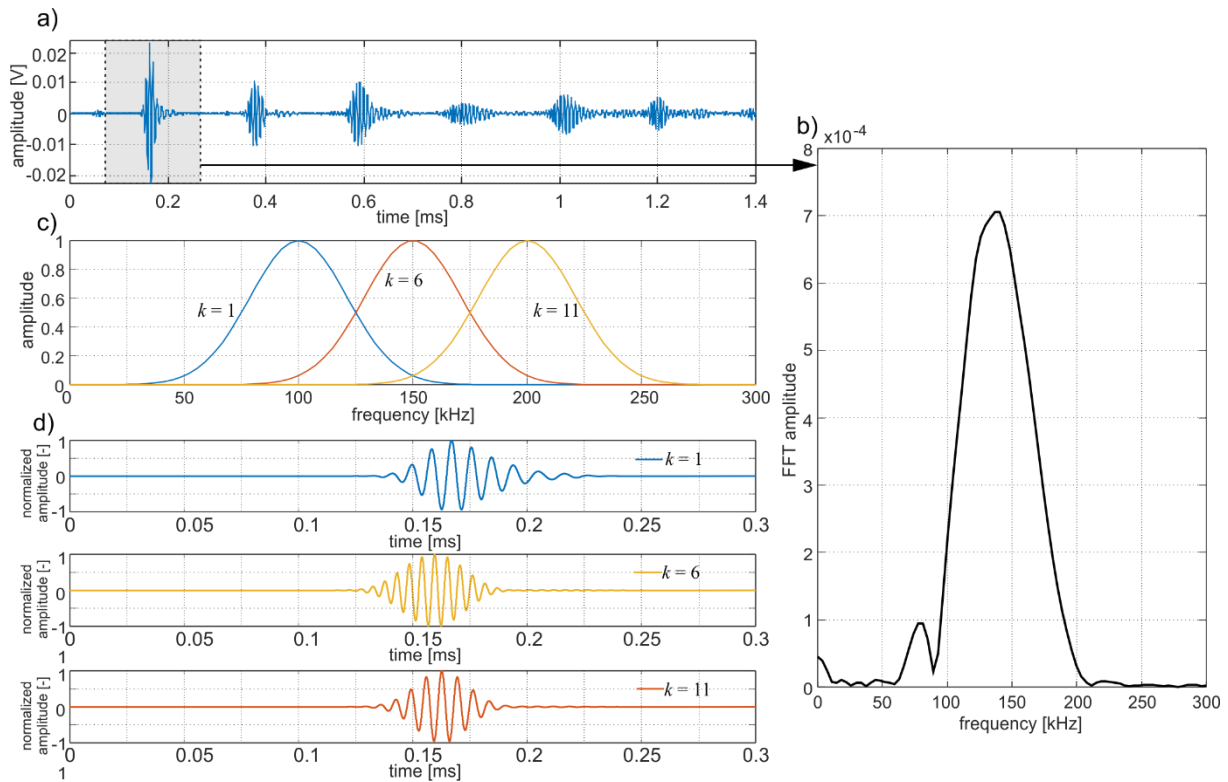 a)
amplitude [V]
0.02
0.01
0
-0.01
-0.02
0 0.2 0.4 0.6 0.8 1 1.2 1.4
time [ms]
b)
×10⁻⁴
FFT amplitude
8
7
6
5
4
3
2
1
0
0 50 100 150 200 250 300
frequency [kHz]
c)
amplitude
1
0.8
0.6
0.4
0.2
0
k = 1
k = 6
k = 11
50 100 150 200 250 300
frequency [kHz]
d)
normalized
amplitude [-]
1
0
-1
k = 1
0 0.05 0.1 0.15 0.2 0.25 0.3
time [ms]
normalized
amplitude [-]
1
0
-1
k = 6
0 0.05 0.1 0.15 0.2 0.25 0.3
time [ms]
1
normalized
amplitude [-]
1
0
-1
k = 11
0 0.05 0.1 0.15 0.2 0.25 0.3
time [ms]
1